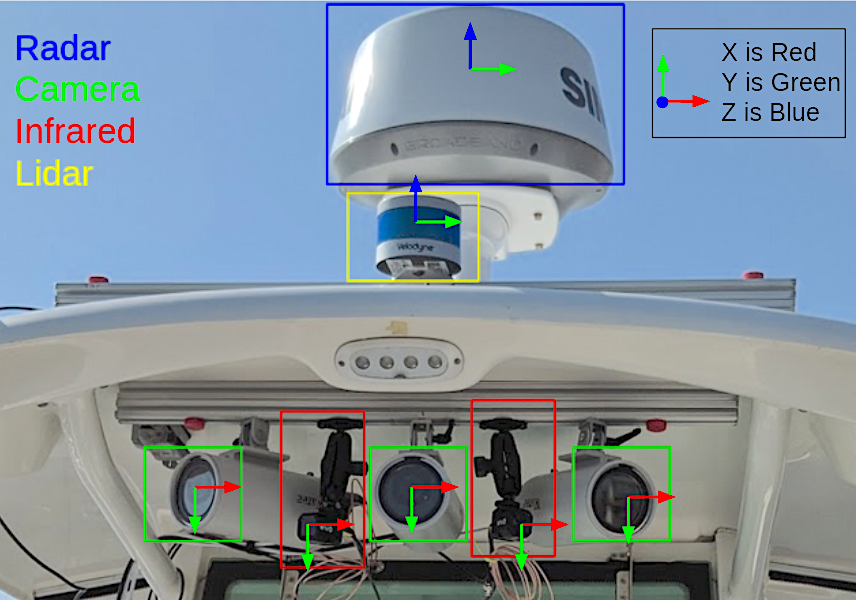 Radar
Camera
Infrared
Lidar
X is Red
Y is Green
Z is Blue
SI
BROADBAND
Velodyne